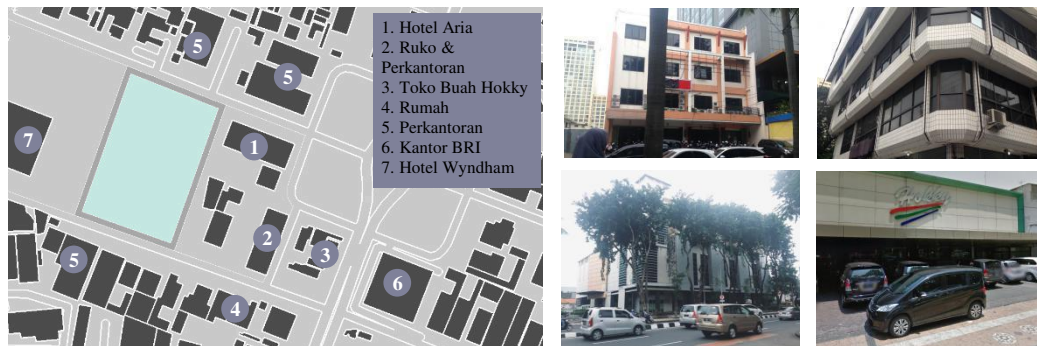 1. Hotel Aria
2. Ruko &
Perkantoran
3. Toko Buah Hokky
4. Rumah
5. Perkantoran
6. Kantor BRI
7. Hotel Wyndham
5
5
7
1
2
3
5
6
4
Hokky